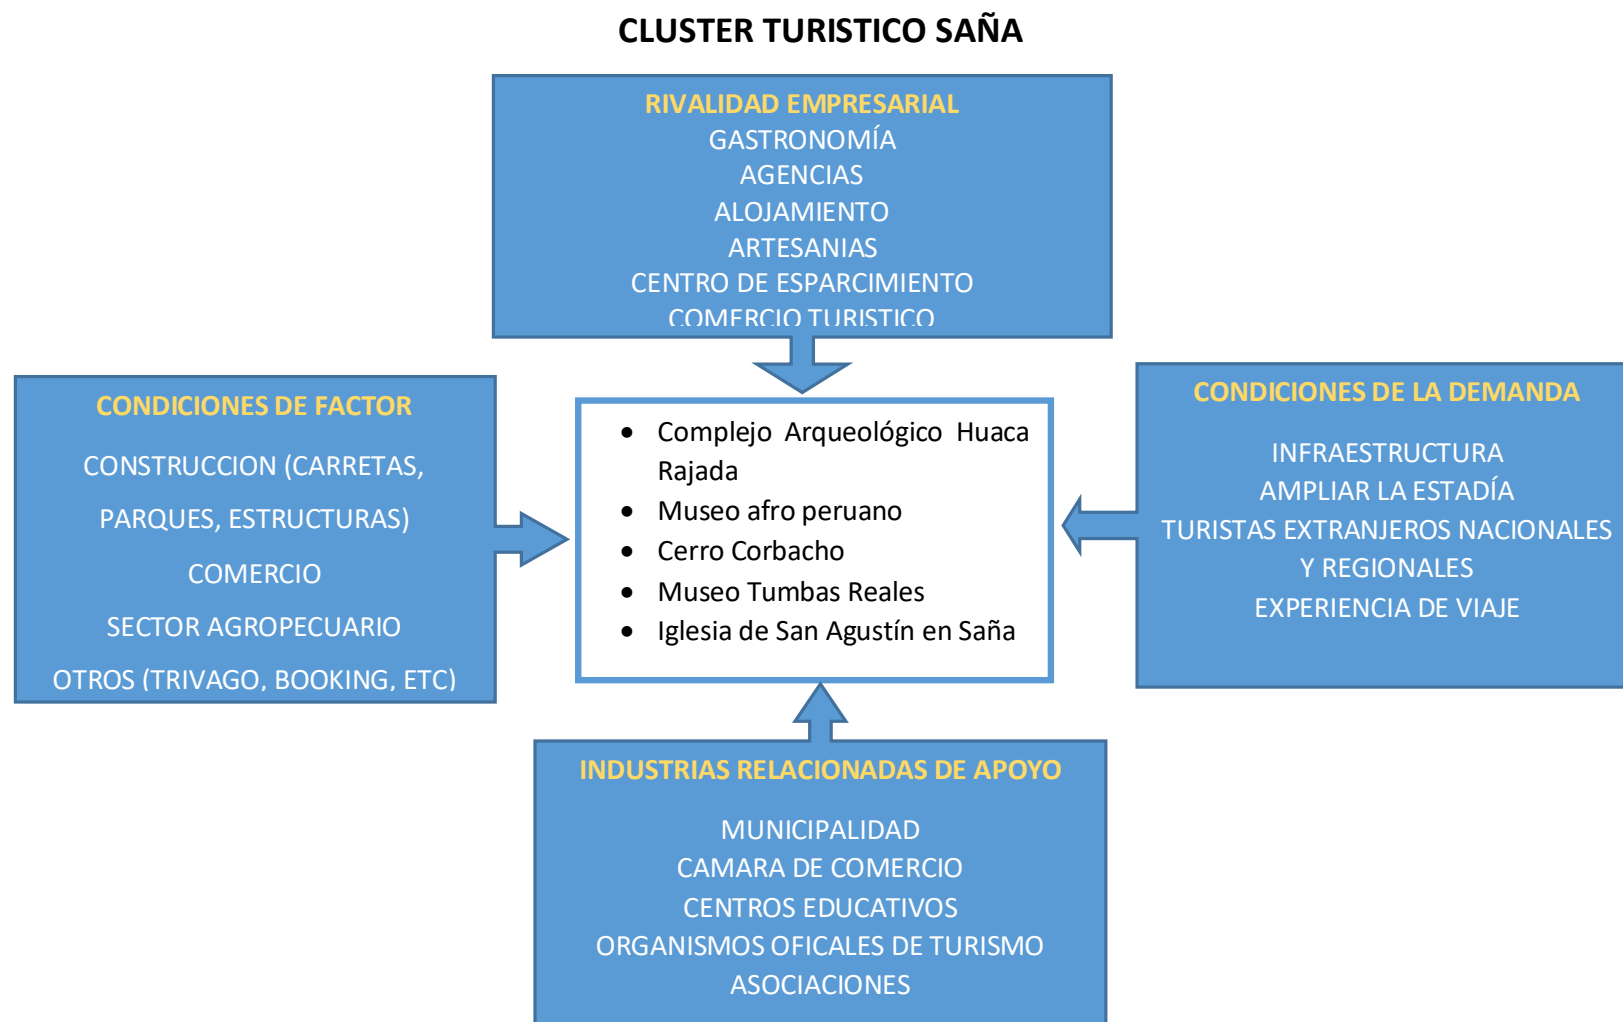 CLUSTER TURISTICO SAÑA
RIVALIDAD EMPRESARIAL
GASTRONOMÍA
AGENCIAS
ALOJAMIENTO
ARTESANIAS
CENTRO DE ESPARCIMIENTO
COMERCIO TURISTICO
CONDICIONES DE FACTOR
CONSTRUCCION (CARRETAS,
PARQUES, ESTRUCTURAS)
COMERCIO
SECTOR AGROPECUARIO
OTROS (TRIVAGO, BOOKING, ETC)
• Complejo Arqueológico Huaca
Rajada
• Museo afro peruano
• Cerro Corbacho
• Museo Tumbas Reales
• Iglesia de San Agustín en Saña
CONDICIONES DE LA DEMANDA
INFRAESTRUCTURA
AMPLIAR LA ESTADÍA
TURISTAS EXTRANJEROS NACIONALES
Y REGIONALES
EXPERIENCIA DE VIAJE
INDUSTRIAS RELACIONADAS DE APOYO
MUNICIPALIDAD
CAMARA DE COMERCIO
CENTROS EDUCATIVOS
ORGANISMOS OFICALES DE TURISMO
ASOCIACIONES